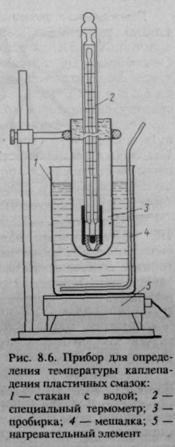 1
2
3
4
5
Рис. 8.6. Прибор для опреде-
ления температуры каплепа-
дения пластичных смазок:
1 — стакан с водой; 2 —
специальный термометр; 3 —
пробирка; 4 — мешалка; 5 —
нагревательный элемент